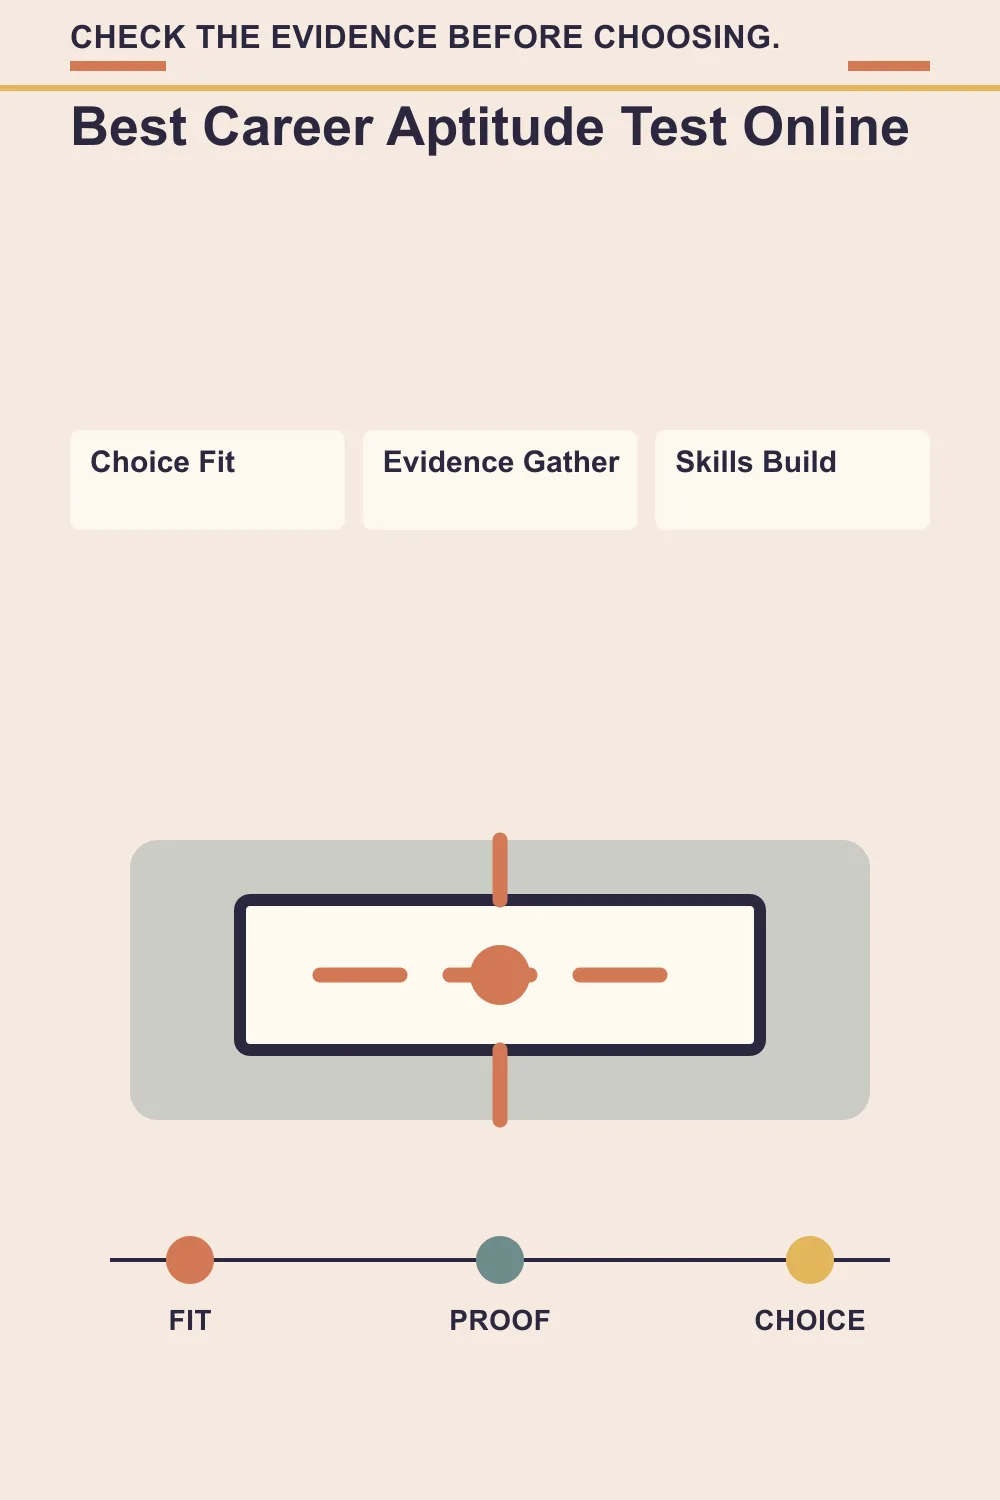 CHECK THE EVIDENCE BEFORE CHOOSING.
Best Career Aptitude Test Online
Choice Fit
Evidence Gather
Skills Build
FIT
PROOF
CHOICE